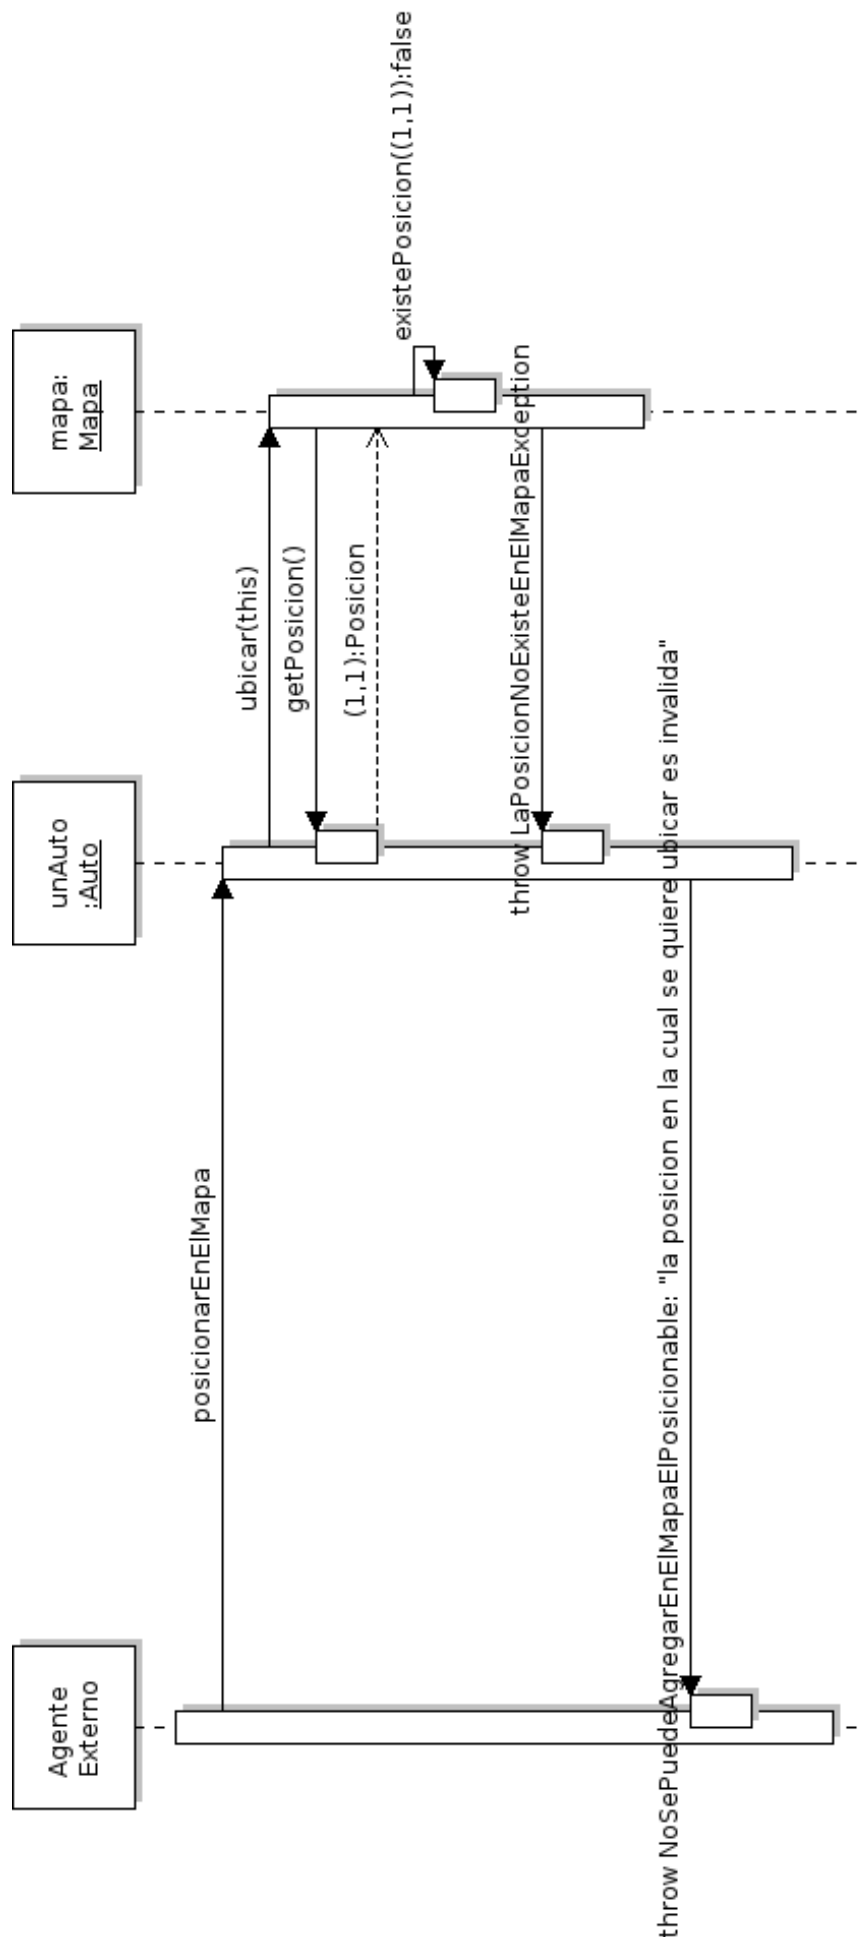 Agente
Externo
unAuto
:Auto
mapa:
Mapa
posicionarEnElMapa
ubicar(this)
getPosicion()
(1,1):Posicion
existePosicion((1,1)):false
throw LaPosicionNoExisteEnElMapaException
throw NoSePuedeAgregarEnElMapaElPosicionable: "la posicion en la cual se quiere ubicar es invalida"